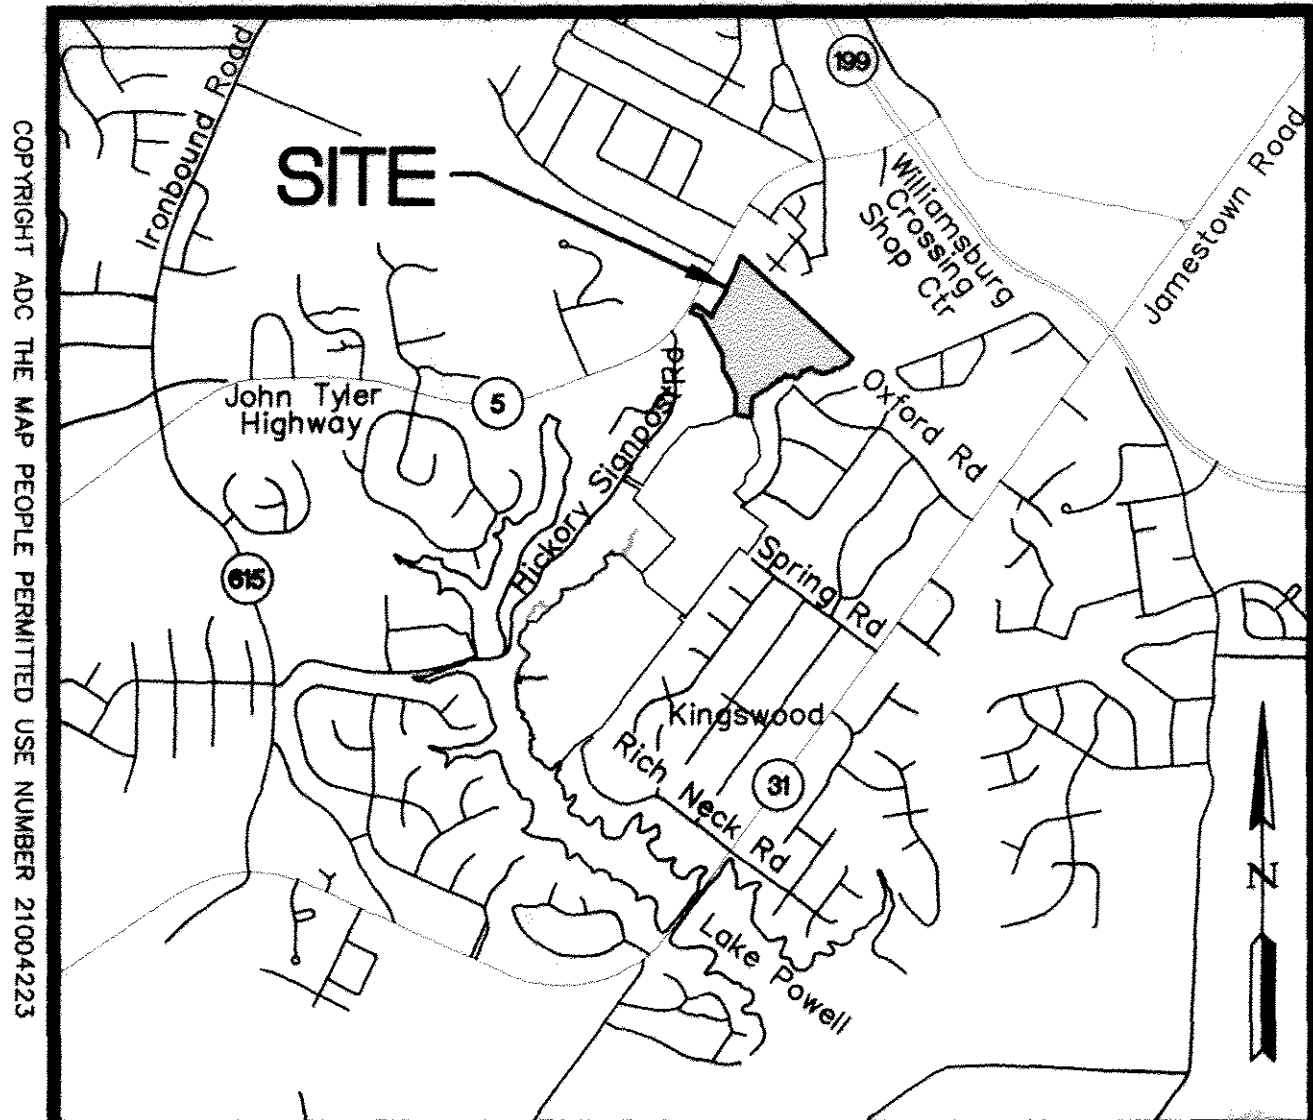 COPYRIGHT ADC THE MAP PEOPLE PERMITTED USE NUMBER 21004223
Ironbound Road
199
SITE
Williamsburg
Crossing
Shop Ctr
Jamestown Road
John Tyler
Highway
5
Hickory Signpost Rd
Oxford Rd
615
Spring Rd
Kingswood
Rich Neck Rd
31
Lake Powell
N